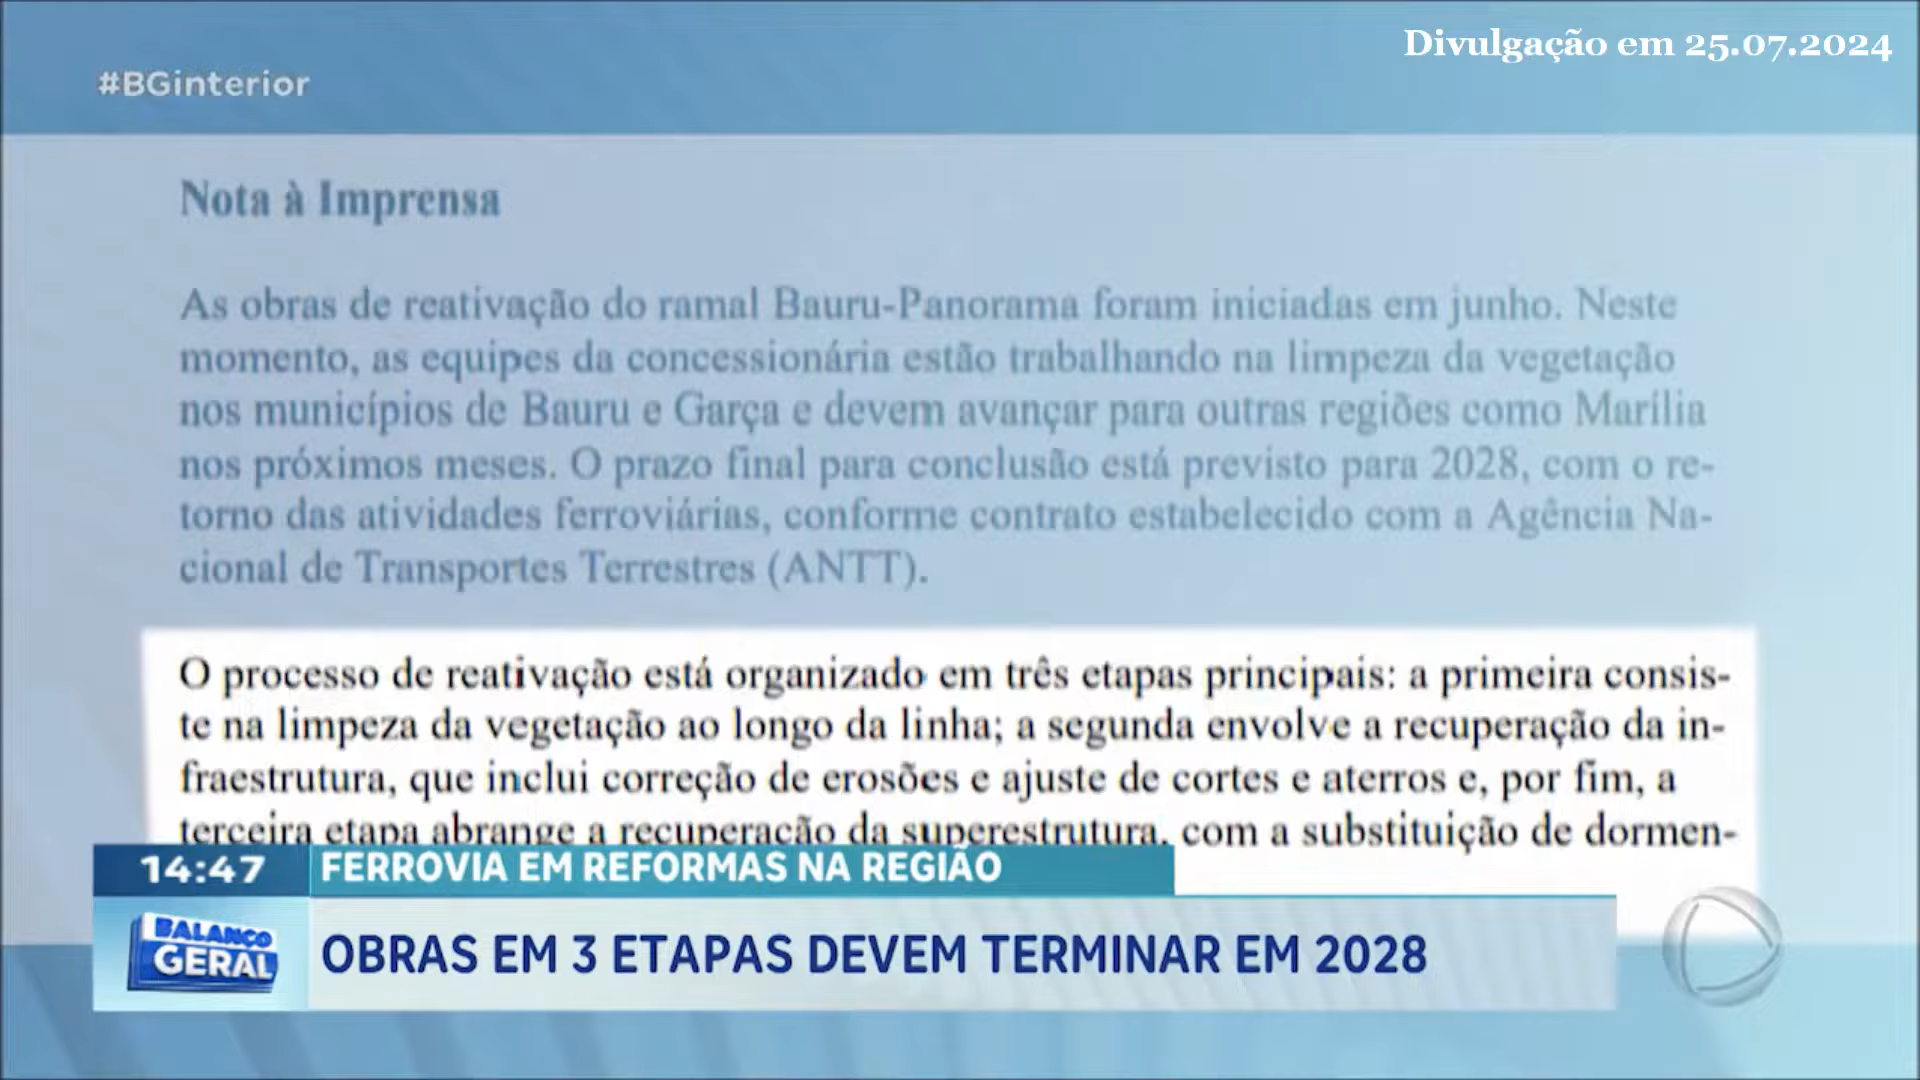 Divulgação em 25.07.2024
#BGinterior
Nota à Imprensa
As obras de reativação do ramal Bauru-Panorama foram iniciadas em junho. Neste
momento, as equipes da concessionária estão trabalhando na limpeza da vegetação
nos municípios de Bauru e Garça e devem avançar para outras regiões como Marília
nos próximos meses. O prazo final para conclusão está previsto para 2028, com o re-
torno das atividades ferroviárias, conforme contrato estabelecido com a Agência Na-
cional de Transportes Terrestres (ANTT).
O processo de reativação está organizado em três etapas principais: a primeira consis-
te na limpeza da vegetação ao longo da linha; a segunda envolve a recuperação da in-
fraestrutura, que inclui correção de erosões e ajuste de cortes e aterros e, por fim, a
terceira etapa abrange a recuperação da superestrutura, com a substituição de dormen-
14:47
FERROVIA EM REFORMAS NA REGIÃO
BALANÇO
GERAL
OBRAS EM 3 ETAPAS DEVEM TERMINAR EM 2028